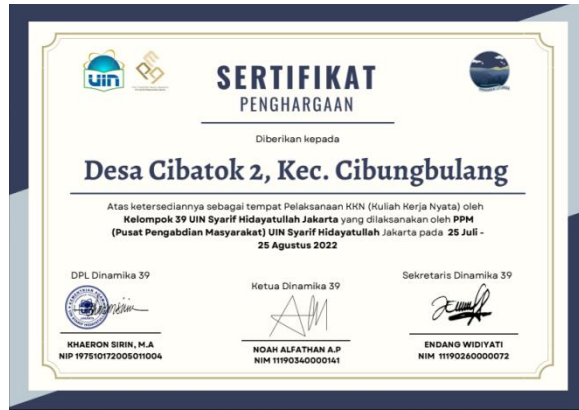 uin
SERTIFIKAT
PENGHARGAAN
Diberikan kepada
Desa Cibatok 2, Kec. Cibungbulang
Atas ketersediannya sebagai tempat Pelaksanaan KKN (Kuliah Kerja Nyata) oleh
Kelompok 39 UIN Syarif Hidayatullah Jakarta yang dilaksanakan oleh PPM
(Pusat Pengabdian Masyarakat) UIN Syarif Hidayatullah Jakarta pada 25 Juli -
25 Agustus 2022
DPL Dinamika 39
KHAERON SIRIN, M.A
NIP 197510172005011004
Ketua Dinamika 39
NOAH ALFATHAN A.P
NIM 11190340000141
Sekretaris Dinamika 39
ENDANG WIDIYATI
NIM 11190260000072